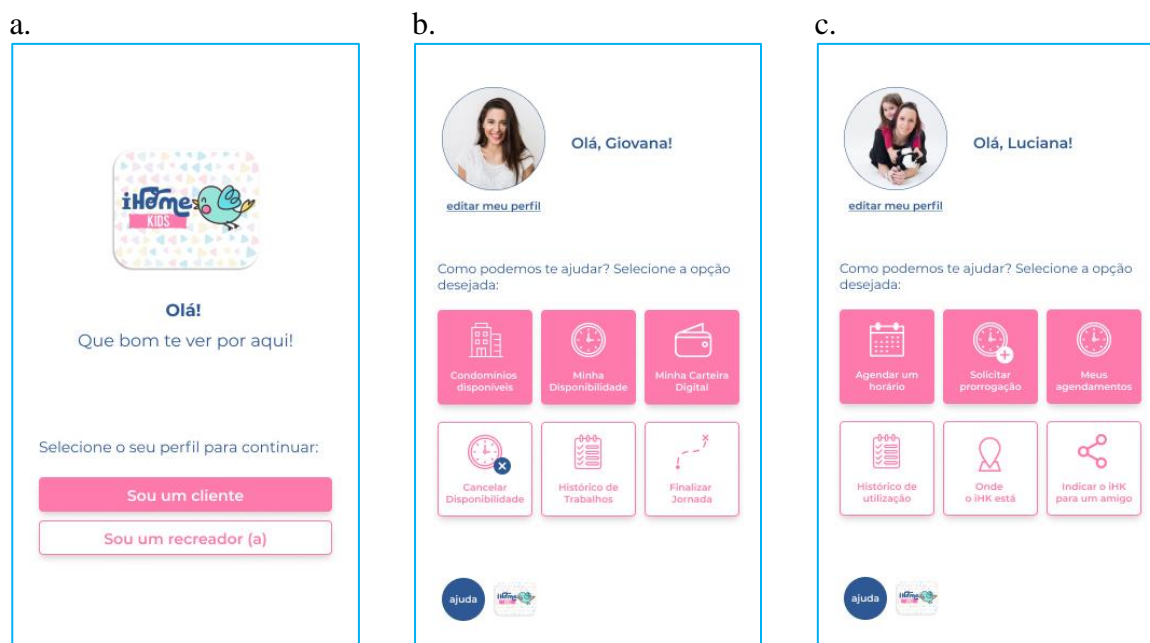 a.
iHome
KIDS
Olá!
Que bom te ver por aqui!
Selecione o seu perfil para continuar:
Sou um cliente
Sou um recreador (a)
b.
Olá, Giovana!
editar meu perfil
Como podemos te ajudar? Selecione a opção
desejada:
Condomínios
disponíveis
Minha
Disponibilidade
Minha Carteira
Digital
Cancelar
Disponibilidade
Histórico de
Trabalhos
Finalizar
Jornada
ajuda
iHome
c.
Olá, Luciana!
editar meu perfil
Como podemos te ajudar? Selecione a opção
desejada:
Agendar um
horário
Solicitar
prorrogação
Meus
agendamentos
Histórico de
utilização
Onde
o iHK está
Indicar o iHK
para um amigo
ajuda
iHome